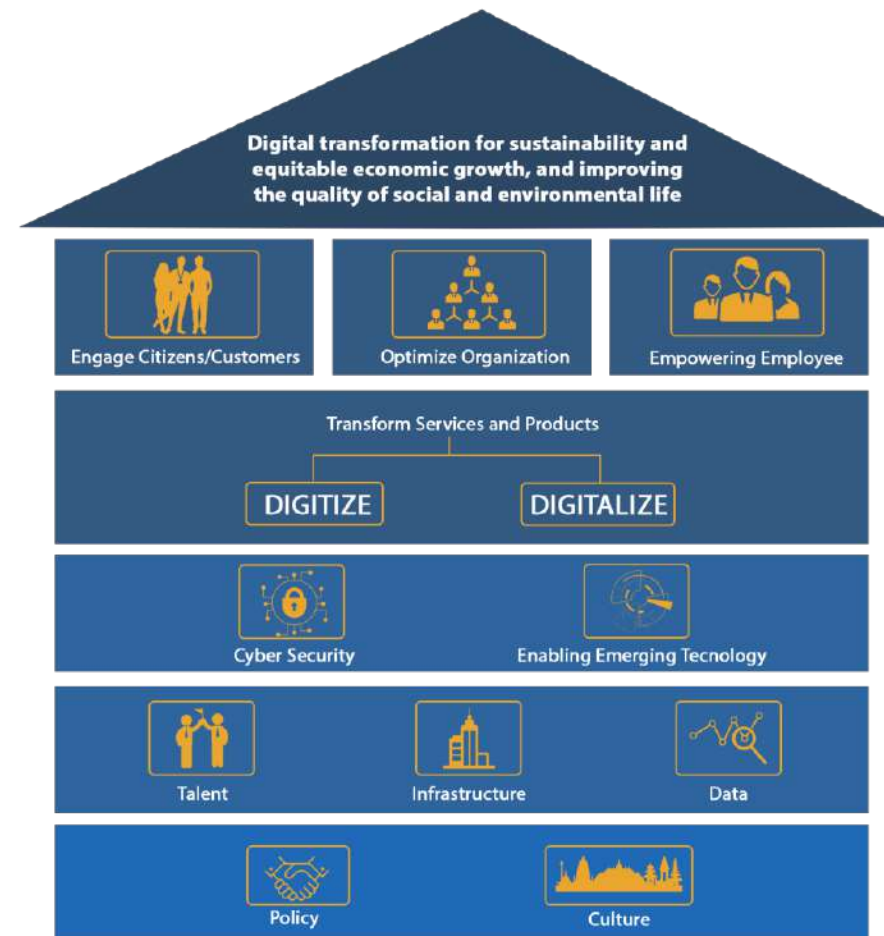 Digital transformation for sustainability and
equitable economic growth, and improving
the quality of social and environmental life
Engage Citizens/Customers
Optimize Organization
Empowering Employee
Transform Services and Products
DIGITIZE
DIGITALIZE
Cyber Security
Enabling Emerging Tecnology
Talent
Infrastructure
Data
Policy
Culture